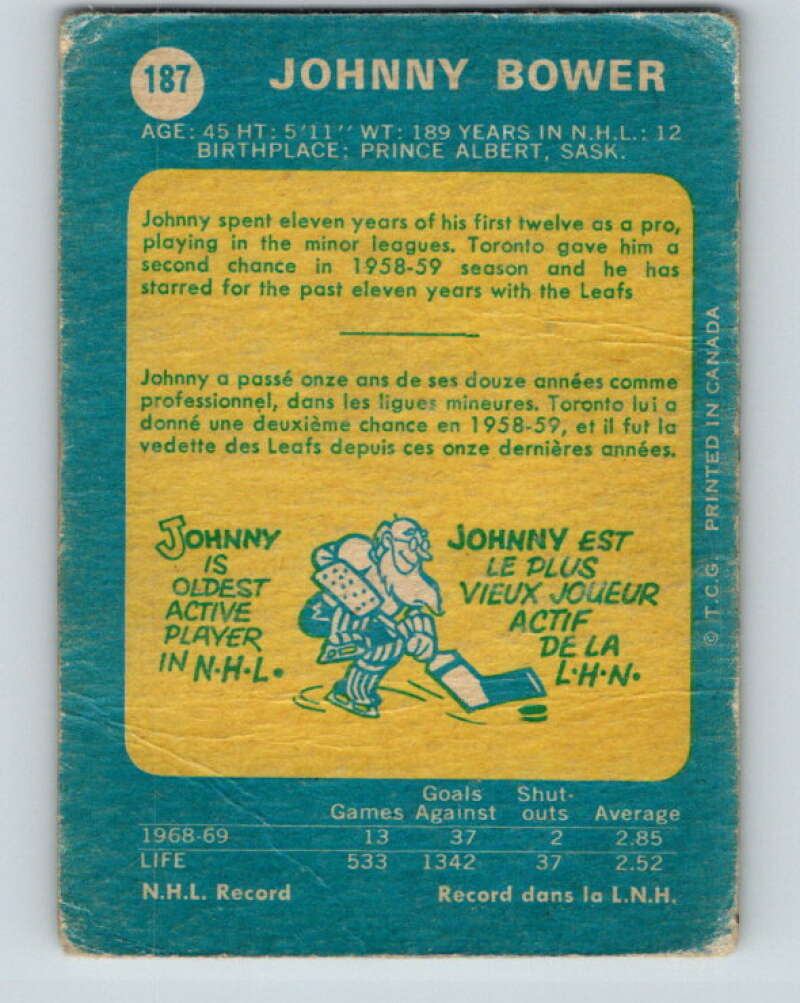 187 JOHNNY BOWER
AGE: 45 HT: 5'11" WT: 189 YEARS IN N.H.L.: 12
BIRTHPLACE: PRINCE ALBERT, SASK.
Johnny spent eleven years of his first twelve as a pro,
playing in the minor leagues. Toronto gave him a
second chance in 1958-59 season and he has
starred for the past eleven years with the Leafs
Johnny a passé onze ans de ses douze années comme
professionnel, dans les ligues mineures. Toronto lui a
donné une deuxième chance en 1958-59, et il fut la
vedette des Leafs depuis ces onze dernières années.
JOHNNY
IS
OLDEST
ACTIVE
PLAYER
IN N.H.L.
JOHNNY EST
LE PLUS
VIEUX JOUEUR
ACTIF
DE LA
L.H.N.
© T.C.G. PRINTED IN CANADA
Goals Shut-
Games Against outs Average
1968-69 13 37 2 2.85
LIFE 533 1342 37 2.52
N.H.L. Record Record dans la L.N.H.